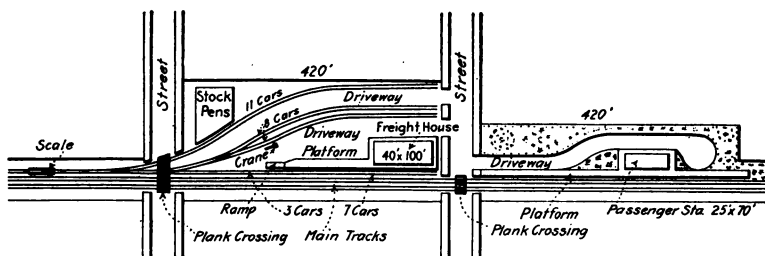 Street
420'
Stock
Pens
11 Cars
Driveway
8 Cars
Driveway
Crane
Platform
Freight House
40'x100'
Street
420'
Scale
Driveway
Ramp
3 Cars
7 Cars
Platform
Passenger Sta. 25'x70'
Plank Crossing
Main Tracks
Plank Crossing